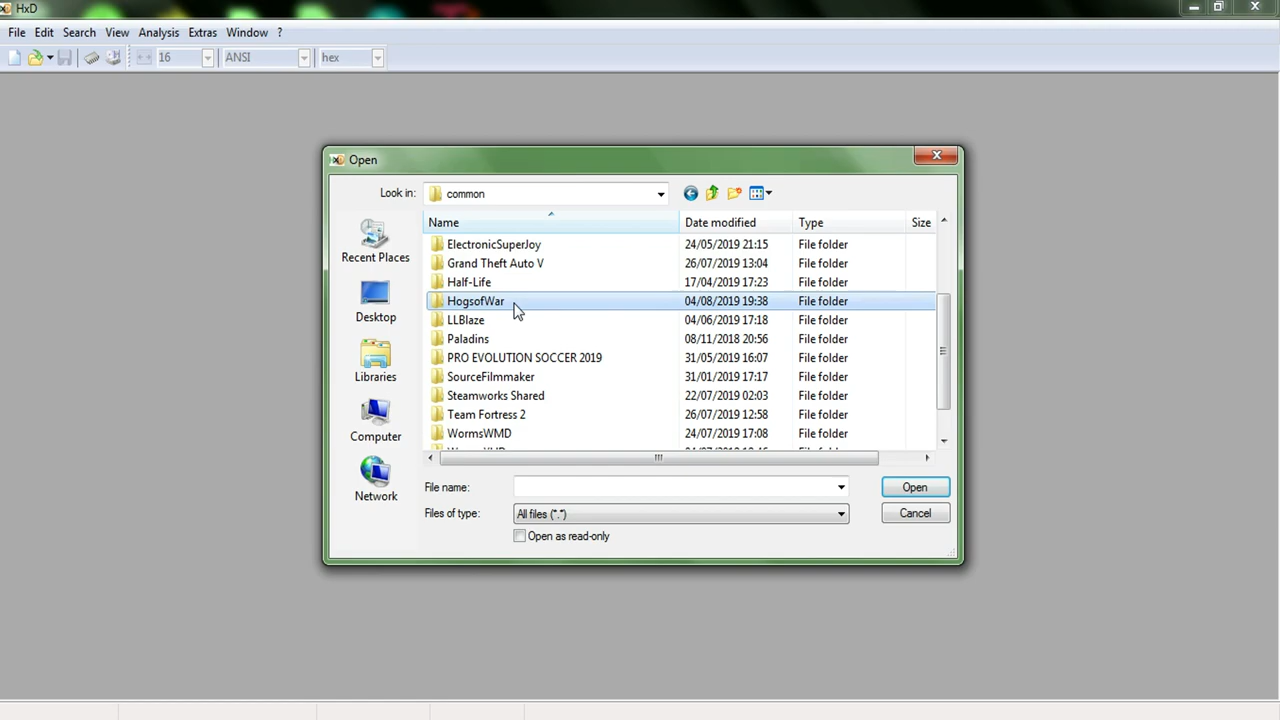 HxD
File Edit Search View Analysis Extras Window ?
16 ANSI hex
Open
Look in: common
Name Date modified Type Size
ElectronicSuperJoy 24/05/2019 21:15 File folder
Grand Theft Auto V 26/07/2019 13:04 File folder
Half-Life 17/04/2019 17:23 File folder
HogsofWar 04/08/2019 19:38 File folder
LLBlaze 04/06/2019 17:18 File folder
Paladins 08/11/2018 20:56 File folder
PRO EVOLUTION SOCCER 2019 31/05/2019 16:07 File folder
SourceFilmmaker 31/01/2019 17:17 File folder
Steamworks Shared 22/07/2019 02:03 File folder
Team Fortress 2 26/07/2019 12:58 File folder
WormsWMD 24/07/2019 17:08 File folder
Recent Places
Desktop
Libraries
Computer
Network
File name: Open
Files of type: All files (*.*) Cancel
Open as read-only